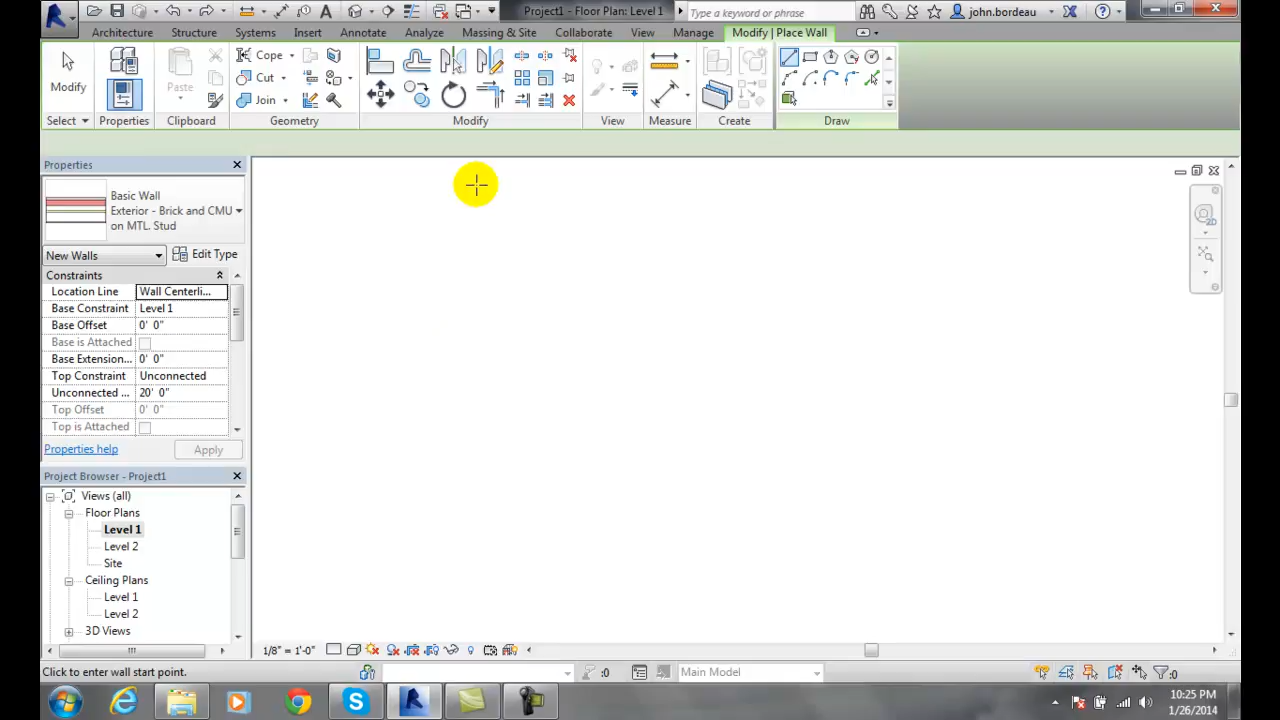 Project1 - Floor Plan: Level 1
Type a keyword or phrase
john.bordeau
Architecture
Structure
Systems
Insert
Annotate
Analyze
Massing & Site
Collaborate
View
Manage
Modify | Place Wall
Modify
Paste
Cope
Cut
Join
Select
Properties
Clipboard
Geometry
Modify
View
Measure
Create
Draw
Properties
Basic Wall
Exterior - Brick and CMU
on MTL. Stud
New Walls
Edit Type
Constraints
Location Line Wall Centerli...
Base Constraint Level 1
Base Offset 0' 0"
Base is Attached
Base Extension... 0' 0"
Top Constraint Unconnected
Unconnected ... 20' 0"
Top Offset 0' 0"
Top is Attached
Properties help
Apply
Project Browser - Project1
Views (all)
Floor Plans
Level 1
Level 2
Site
Ceiling Plans
Level 1
Level 2
3D Views
2D
1/8" = 1'-0"
Click to enter wall start point.
:0
Main Model
:0
10:25 PM
1/26/2014